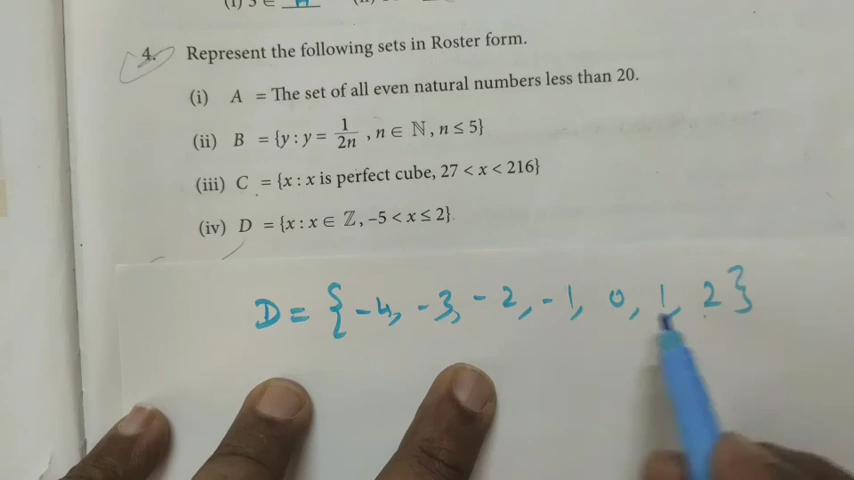 (i) 5 ∈
4. Represent the following sets in Roster form.
(i) A = The set of all even natural numbers less than 20.
(ii) B = {y : y = 1/2n , n ∈ ℕ, n ≤ 5}
(iii) C = {x : x is perfect cube, 27 < x < 216}
(iv) D = {x : x ∈ ℤ, –5 < x ≤ 2}
D = {-4, -3, -2, -1, 0, 1, 2}